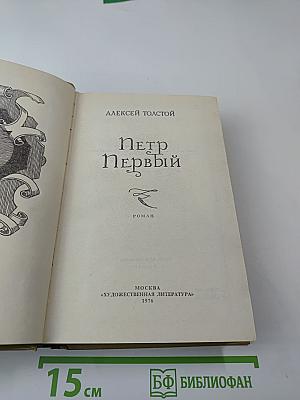 АЛЕКСЕЙ ТОЛСТОЙ
Петр
Первый
РОМАН
МОСКВА
«ХУДОЖЕСТВЕННАЯ ЛИТЕРАТУРА»
1976
15 см
БФ БИБЛИОФАН